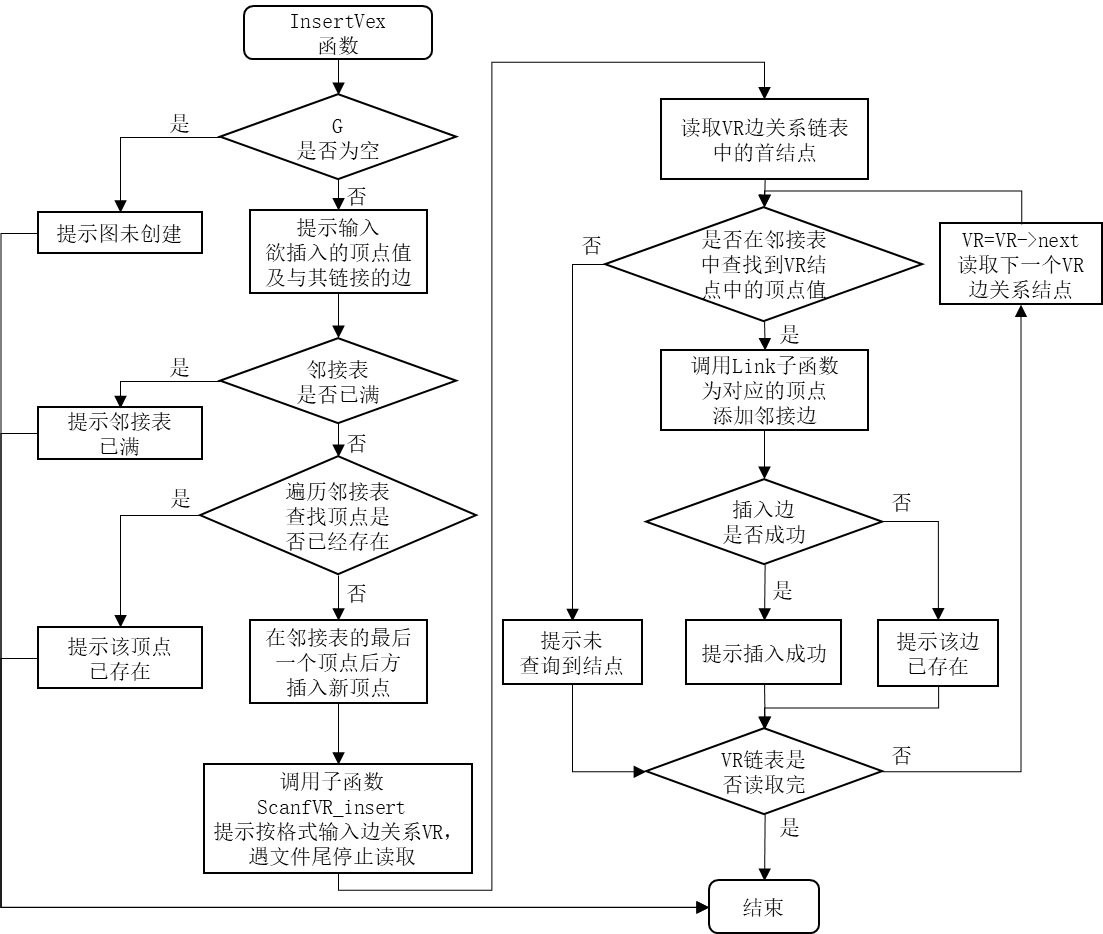 InsertVex
函数
G
是否为空
是
否
提示图未创建
提示输入
欲插入的顶点值
及与其链接的边
邻接表
是否已满
是
否
提示邻接表
已满
遍历邻接表
查找顶点是
否已经存在
是
否
提示该顶点
已存在
在邻接表的最后
一个顶点后方
插入新顶点
调用子函数
ScanfVR_insert
提示按格式输入边关系VR,
遇文件尾停止读取
读取VR边关系链表
中的首结点
是否在邻接表
中查找到VR结
点中的顶点值
否
是
VR=VR->next
读取下一个VR
边关系结点
调用Link子函数
为对应的顶点
添加邻接边
插入边
是否成功
否
是
提示未
查询到结点
提示插入成功
提示该边
已存在
VR链表是
否读取完
否
是
结束